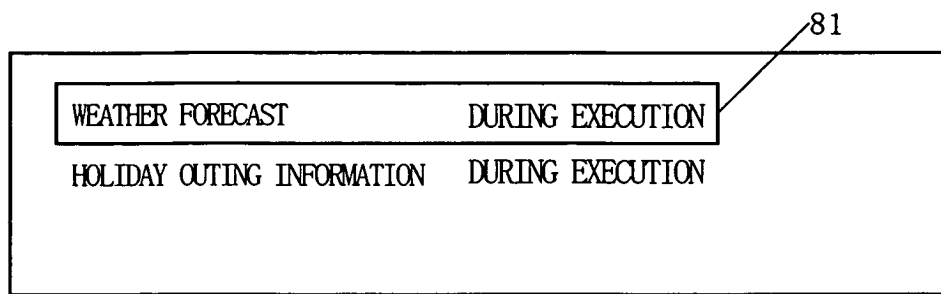 81
WEATHER FORECAST DURING EXECUTION
HOLIDAY OUTING INFORMATION DURING EXECUTION